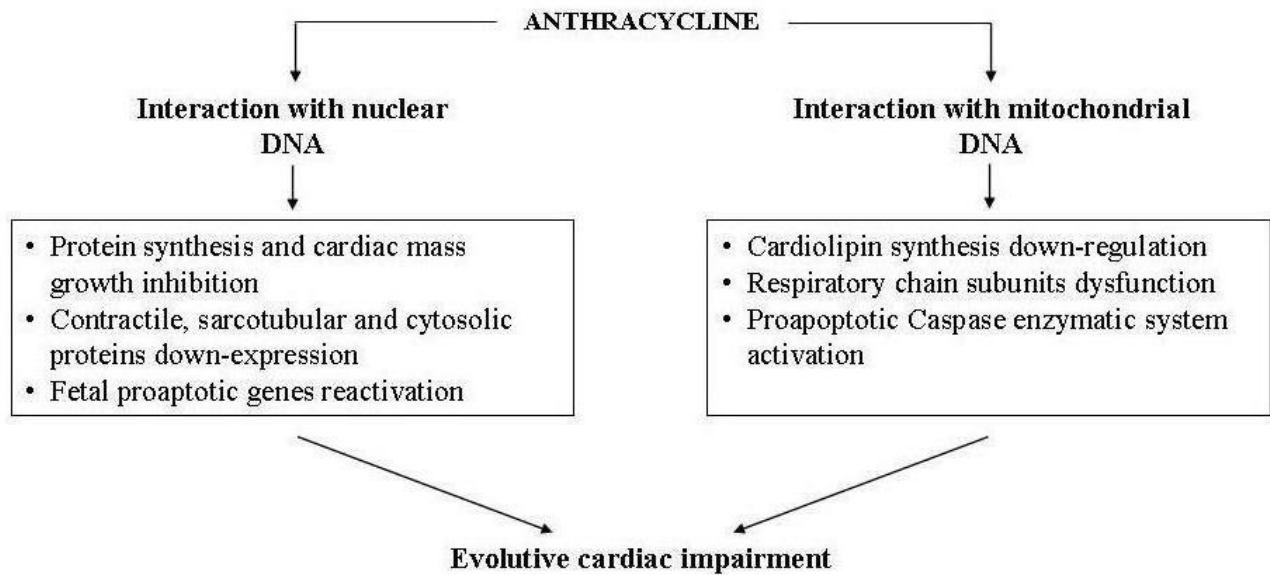 ANTHRACYCLINE
Interaction with nuclear
DNA
Interaction with mitochondrial
DNA
• Protein synthesis and cardiac mass
growth inhibition
• Contractile, sarcotubular and cytosolic
proteins down-expression
• Fetal proaptotic genes reactivation
• Cardiolipin synthesis down-regulation
• Respiratory chain subunits dysfunction
• Proapoptotic Caspase enzymatic system
activation
Evolutive cardiac impairment